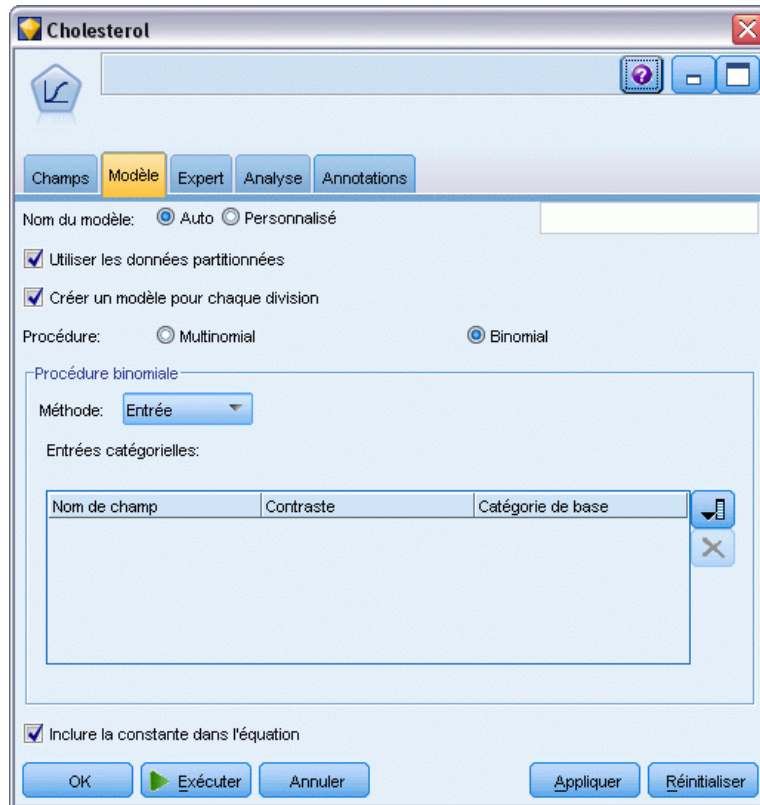 Cholesterol
Champs Modèle Expert Analyse Annotations
Nom du modèle: Auto Personnalisé
Utiliser les données partitionnées
Créer un modèle pour chaque division
Procédure: Multinomial Binomial
Procédure binomiale
Méthode: Entrée
Entrées catégorielles:
Nom de champ Contraste Catégorie de base
Inclure la constante dans l'équation
OK Exécuter Annuler Appliquer Réinitialiser